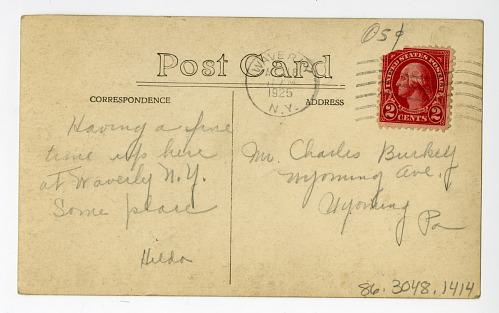 05¢
Post Card
WAVERLY
1925
N.Y.
UNITED STATES POSTAGE
2 CENTS 2
CORRESPONDENCE
ADDRESS
Having a fine
time up here
at Waverly N.Y.
Some place
Hilda
Mr. Charles Burkely
Wyoming Ave.
Wyoming
Pa
86.3048.1414